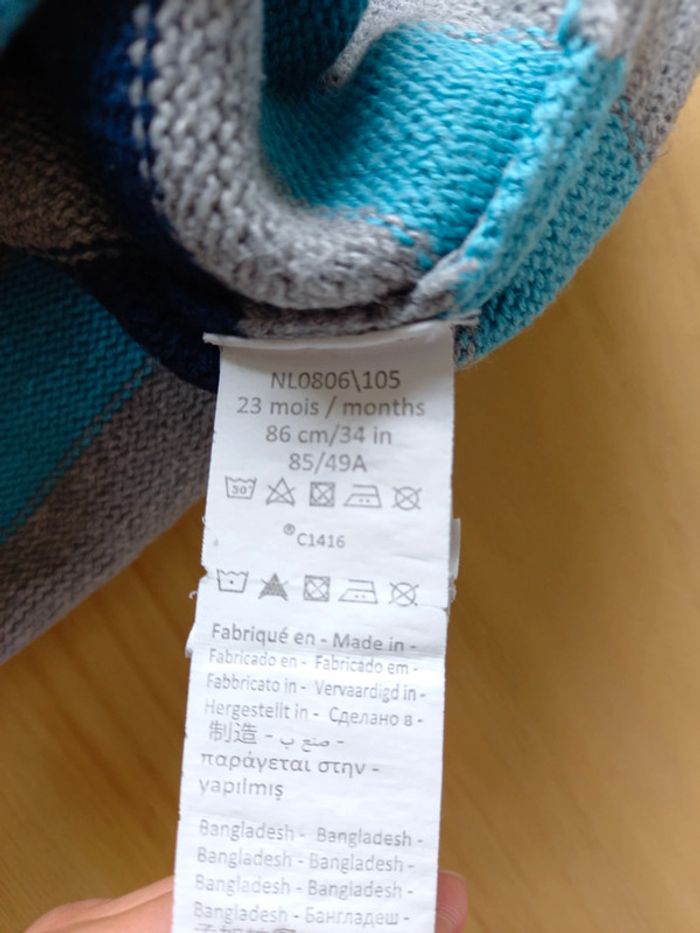 NL0806\105
23 mois / months
86 cm/34 in
85/49A
30°
®C1416
Fabriqué en - Made in -
Fabricado en - Fabricado em -
Fabbricato in - Vervaardigd in -
Hergestellt in - Сделано в -
制造 - صنع ب -
παράγεται στην -
yapılmış
Bangladesh - Bangladesh -
Bangladesh - Bangladesh -
Bangladesh - Bangladesh -
Bangladesh - Бангладеш -